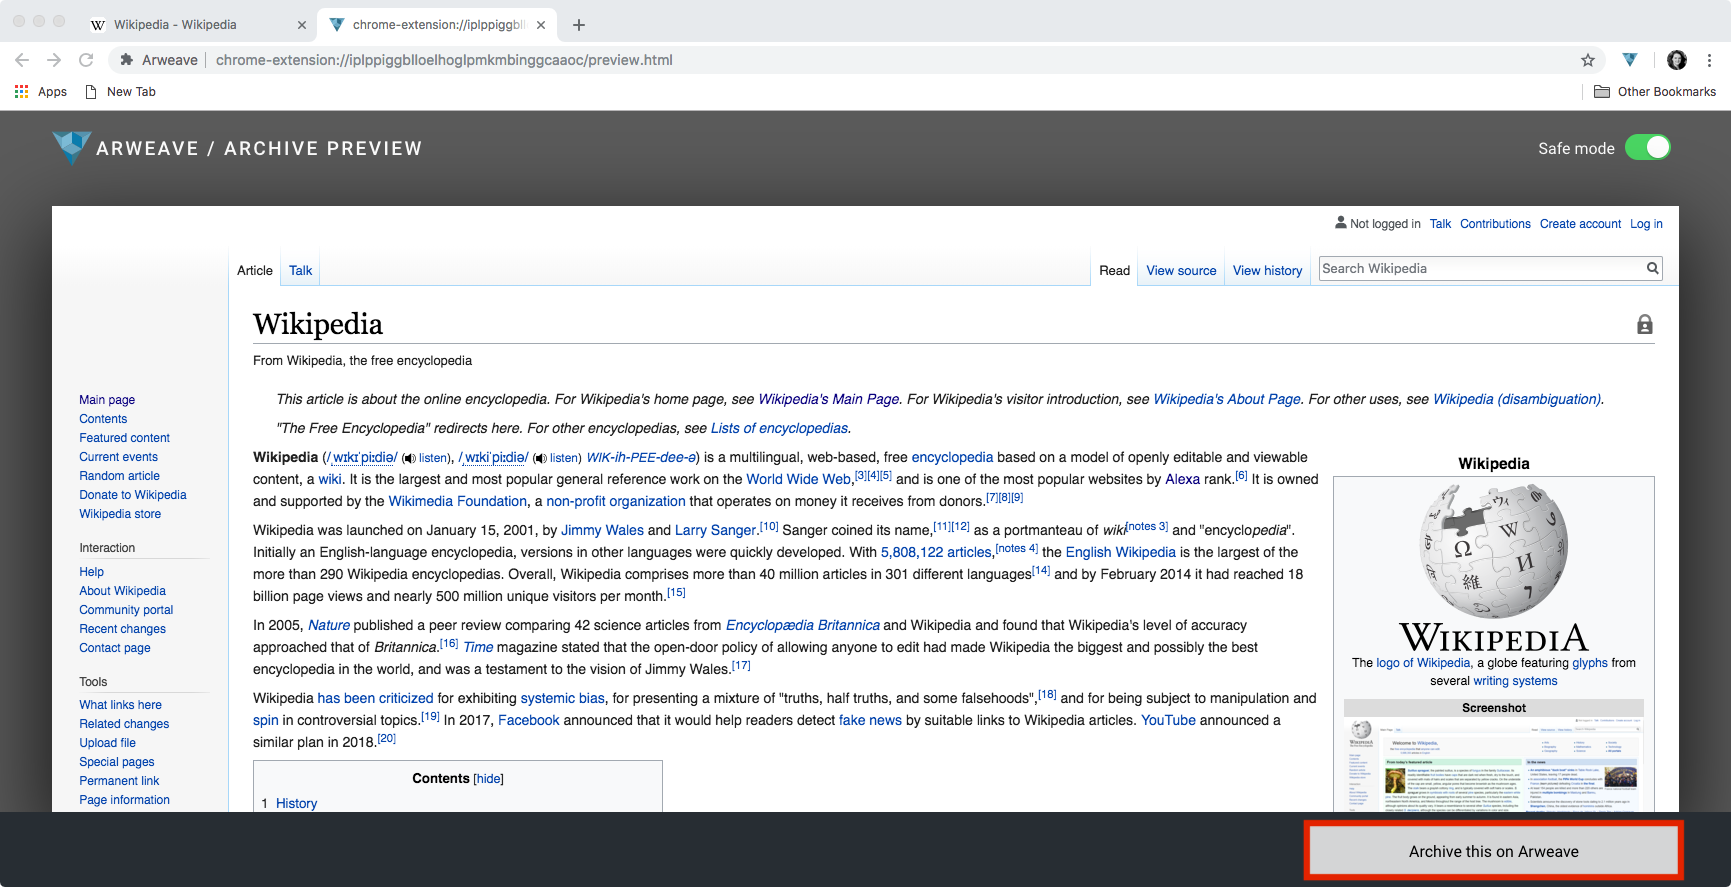 Wikipedia - Wikipedia
chrome-extension://iplppiggbll
Arweave
chrome-extension://iplppiggblloelhoglpmkmbinggcaaoc/preview.html
Apps
New Tab
Other Bookmarks
ARWEAVE / ARCHIVE PREVIEW
Safe mode
Not logged in Talk Contributions Create account Log in
Article Talk
Read View source View history
Search Wikipedia
Wikipedia
From Wikipedia, the free encyclopedia
This article is about the online encyclopedia. For Wikipedia's home page, see Wikipedia's Main Page. For Wikipedia's visitor introduction, see Wikipedia's About Page. For other uses, see Wikipedia (disambiguation).
"The Free Encyclopedia" redirects here. For other encyclopedias, see Lists of encyclopedias.
Wikipedia (/ˌwɪkɪˈpiːdiə/ (listen), /ˌwɪkiˈpiːdiə/ (listen) WIK-ih-PEE-dee-ə) is a multilingual, web-based, free encyclopedia based on a model of openly editable and viewable
content, a wiki. It is the largest and most popular general reference work on the World Wide Web,[3][4][5] and is one of the most popular websites by Alexa rank.[6] It is owned
and supported by the Wikimedia Foundation, a non-profit organization that operates on money it receives from donors.[7][8][9]
Wikipedia was launched on January 15, 2001, by Jimmy Wales and Larry Sanger.[10] Sanger coined its name,[11][12] as a portmanteau of wiki[notes 3] and "encyclopedia".
Initially an English-language encyclopedia, versions in other languages were quickly developed. With 5,808,122 articles,[notes 4] the English Wikipedia is the largest of the
more than 290 Wikipedia encyclopedias. Overall, Wikipedia comprises more than 40 million articles in 301 different languages[14] and by February 2014 it had reached 18
billion page views and nearly 500 million unique visitors per month.[15]
In 2005, Nature published a peer review comparing 42 science articles from Encyclopædia Britannica and Wikipedia and found that Wikipedia's level of accuracy
approached that of Britannica.[16] Time magazine stated that the open-door policy of allowing anyone to edit had made Wikipedia the biggest and possibly the best
encyclopedia in the world, and was a testament to the vision of Jimmy Wales.[17]
Wikipedia has been criticized for exhibiting systemic bias, for presenting a mixture of "truths, half truths, and some falsehoods",[18] and for being subject to manipulation and
spin in controversial topics.[19] In 2017, Facebook announced that it would help readers detect fake news by suitable links to Wikipedia articles. YouTube announced a
similar plan in 2018.[20]
Contents [hide]
1 History
Main page
Contents
Featured content
Current events
Random article
Donate to Wikipedia
Wikipedia store
Interaction
Help
About Wikipedia
Community portal
Recent changes
Contact page
Tools
What links here
Related changes
Upload file
Special pages
Permanent link
Page information
Wikipedia
Ω W И 維 7
WIKIPEDIA
The logo of Wikipedia, a globe featuring glyphs from
several writing systems
Screenshot
WIKIPEDIA
Welcome to Wikipedia,
From today's featured article
In the news
Archive this on Arweave